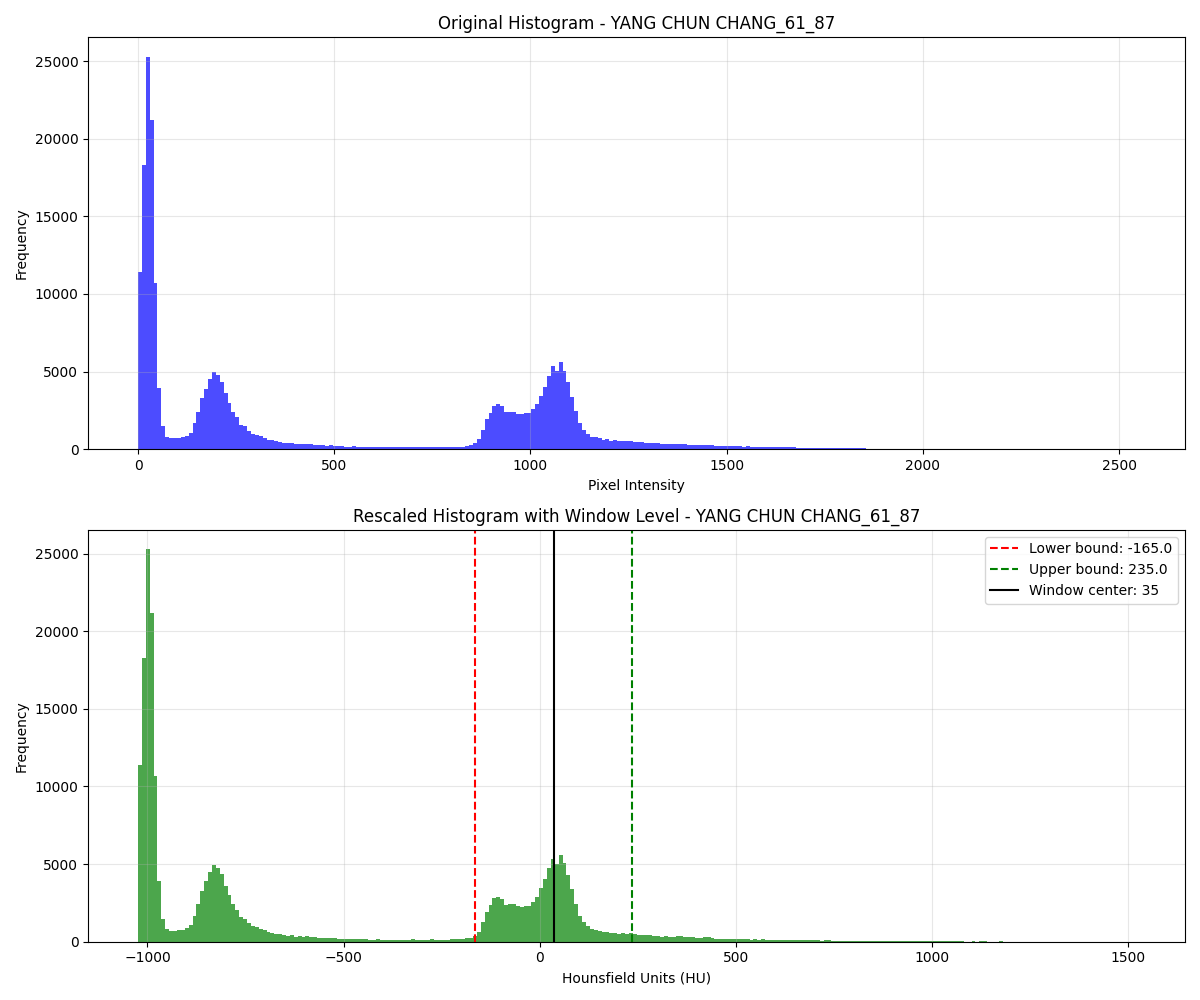 Original Histogram - YANG CHUN CHANG_61_87
25000
20000
15000
10000
5000
0
Frequency
0 500 1000 1500 2000 2500
Pixel Intensity
Rescaled Histogram with Window Level - YANG CHUN CHANG_61_87
Lower bound: -165.0
Upper bound: 235.0
Window center: 35
25000
20000
15000
10000
5000
0
Frequency
−1000 −500 0 500 1000 1500
Hounsfield Units (HU)